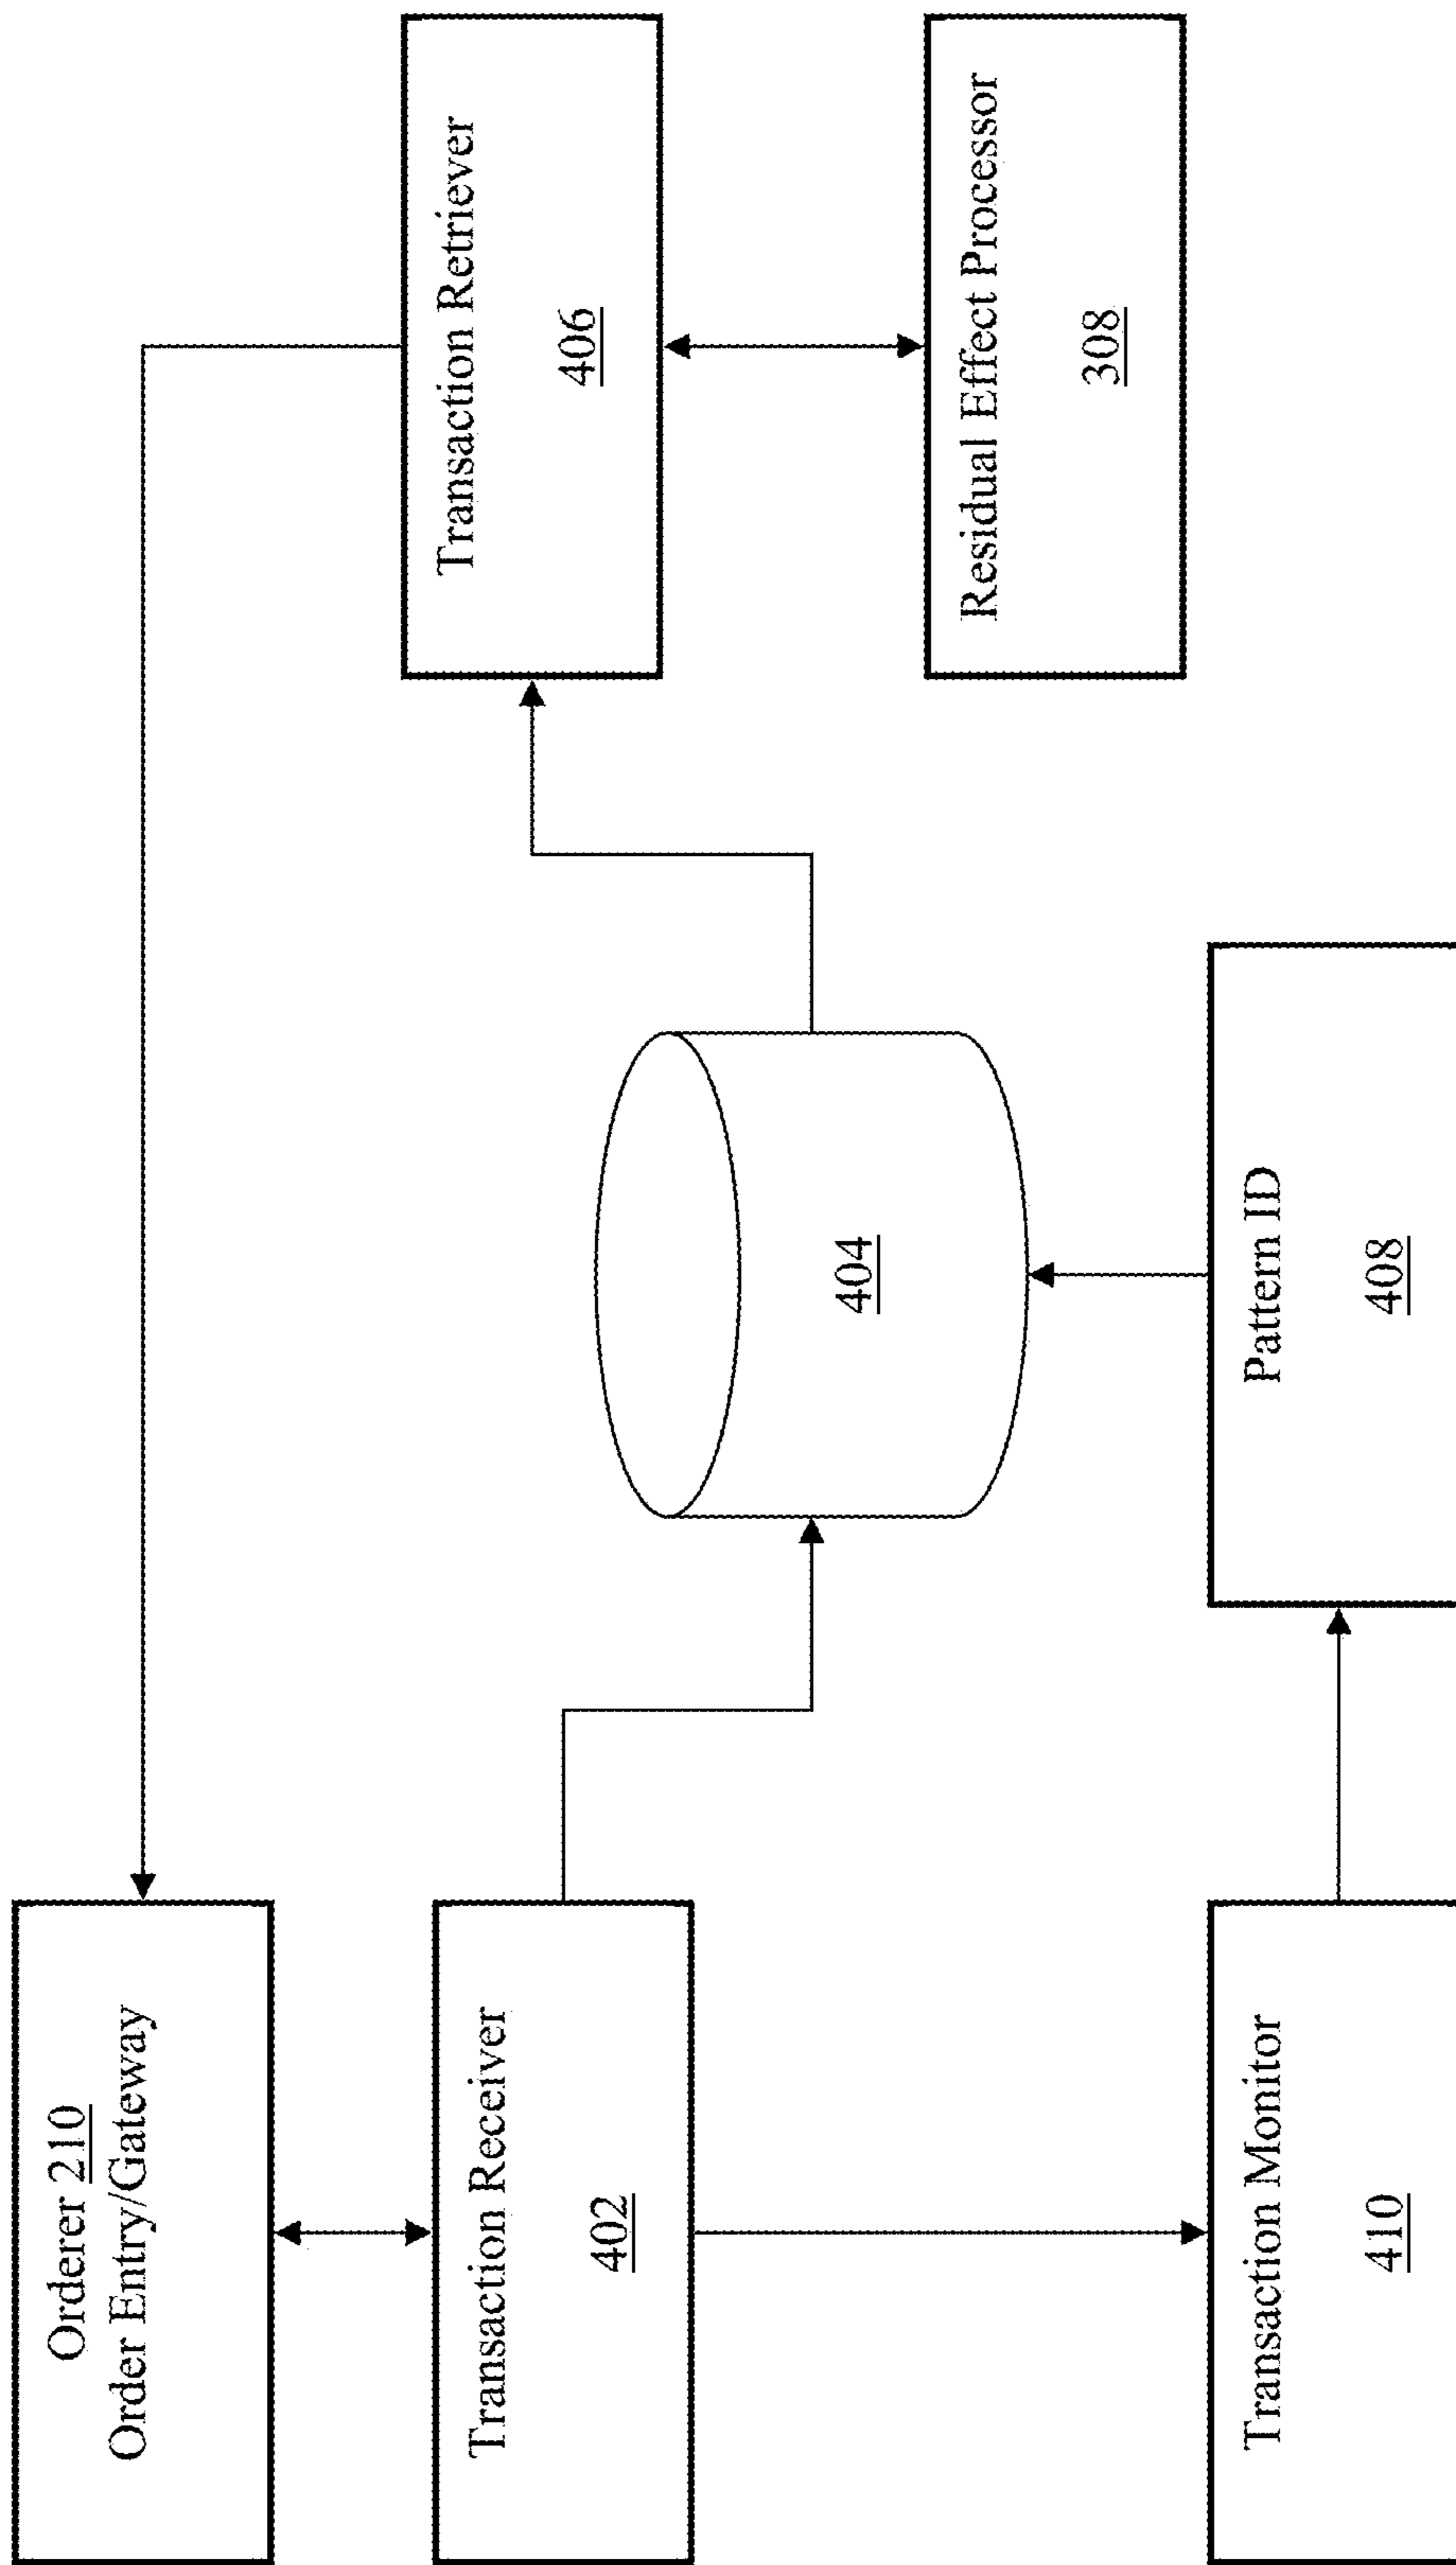 Orderer 210
Order Entry/Gateway
Transaction Receiver
402
Transaction Monitor
410
404
Pattern ID
408
Transaction Retriever
406
Residual Effect Processor
308